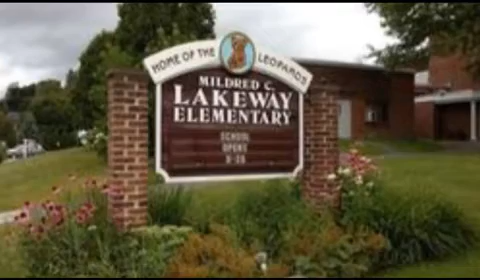 HOME OF THE LEOPARDS
MILDRED C.
LAKEWAY
ELEMENTARY
SCHOOL
OPENS